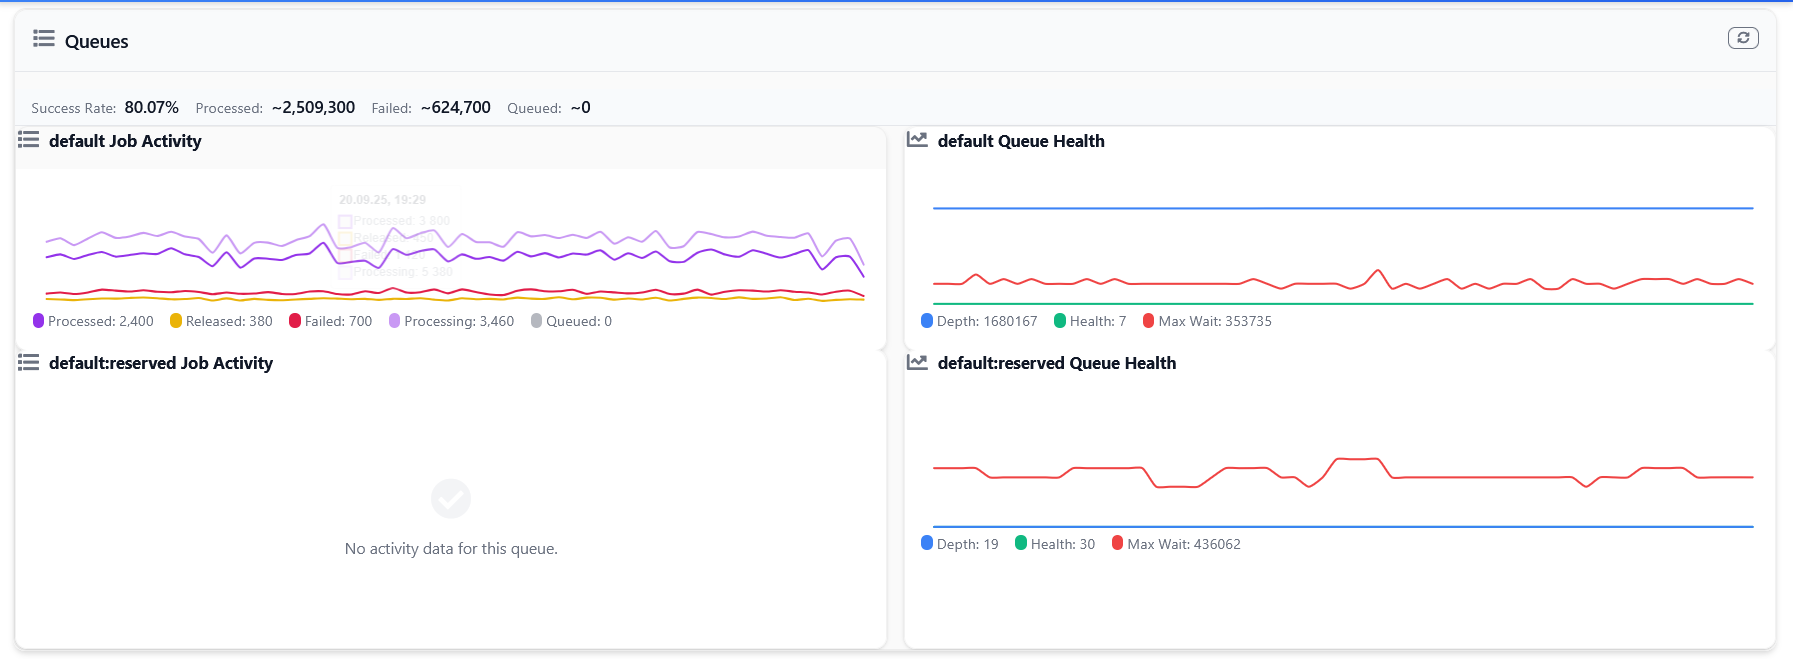 Queues
Success Rate: 80.07% Processed: ~2,509,300 Failed: ~624,700 Queued: ~0
default Job Activity
20.09.25, 19:29
Processed: 3 800
Processing: 5 380
Processed: 2,400 Released: 380 Failed: 700 Processing: 3,460 Queued: 0
default Queue Health
Depth: 1680167 Health: 7 Max Wait: 353735
default:reserved Job Activity
No activity data for this queue.
default:reserved Queue Health
Depth: 19 Health: 30 Max Wait: 436062